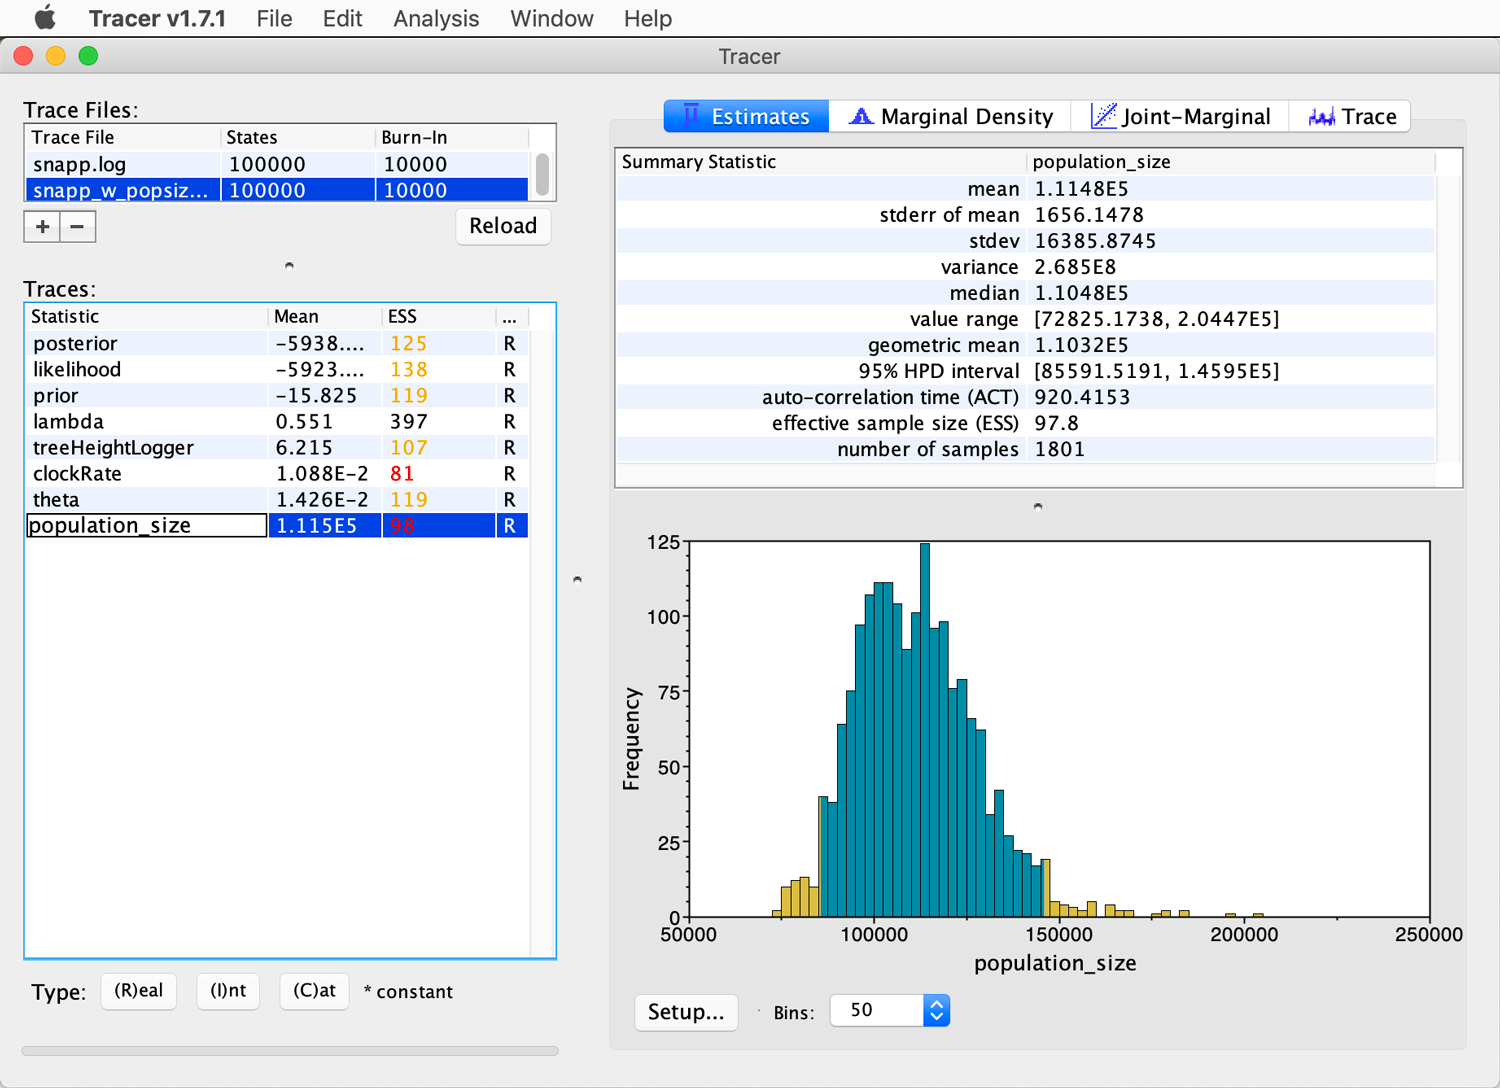 Tracer v1.7.1 File Edit Analysis Window Help
Tracer
Trace Files:
Trace File States Burn-In
snapp.log 100000 10000
snapp_w_popsiz... 100000 10000
+ −
Reload
Traces:
Statistic Mean ESS ...
posterior -5938.... 125 R
likelihood -5923.... 138 R
prior -15.825 119 R
lambda 0.551 397 R
treeHeightLogger 6.215 107 R
clockRate 1.088E-2 81 R
theta 1.426E-2 119 R
population_size 1.115E5 98 R
Type: (R)eal (I)nt (C)at * constant
Estimates Marginal Density Joint-Marginal Trace
Summary Statistic population_size
mean 1.1148E5
stderr of mean 1656.1478
stdev 16385.8745
variance 2.685E8
median 1.1048E5
value range [72825.1738, 2.0447E5]
geometric mean 1.1032E5
95% HPD interval [85591.5191, 1.4595E5]
auto-correlation time (ACT) 920.4153
effective sample size (ESS) 97.8
number of samples 1801
125
100
75
50
25
0
Frequency
50000 100000 150000 200000 250000
population_size
Setup... Bins: 50